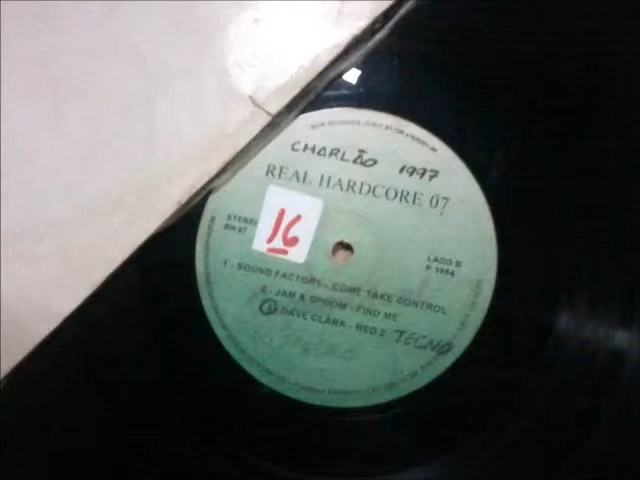 CHARLÃO 1997
REAL HARDCORE 07
STEREO
RH 07
16
LADO B
P 1994
1 - SOUND FACTORY - COME TAKE CONTROL
2 - JAM & SPOOM - FIND ME
3 DAVE CLARK - RED 2 TECNO